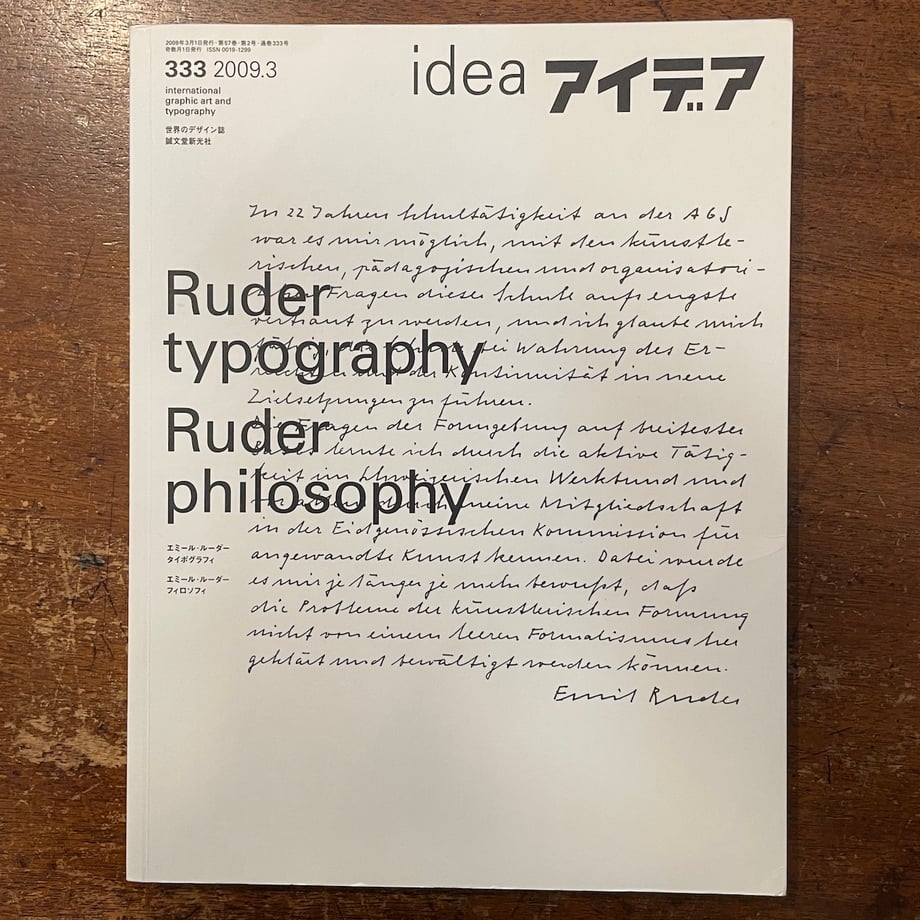 2009年3月1日発行・第57巻・第2号・通巻333号
奇数月1日発行 ISSN 0019-1299
333 2009.3
international
graphic art and
typography
世界のデザイン誌
誠文堂新光社
idea アイデア
In 22 Jahren Schultätigkeit an der AGS
war es mir möglich, mit den künstle-
rischen, pädagogischen und organisatori-
Fragen dieser Schule aufs engste
vertraut zu werden, und ich glaube mich
bei Wahrung des Er-
und der Kontinuität in neue
Zielsetzungen zu führen.
Die Fragen der Formgebung auf breitester
lernte ich durch die aktive Tätig-
keit im Schweizerischen Werkbund und
durch meine Mitgliedschaft
in der Eidgenössischen Kommission für
angewandte Kunst kennen. Dabei wurde
es mir je länger je mehr bewußt, daß
die Probleme der künstlerischen Formung
nicht von einem leeren Formalismus her
geklärt und bewältigt werden können.
Emil Ruder
Ruder
typography
Ruder
philosophy
エミール・ルーダー
タイポグラフィ
エミール・ルーダー
フィロソフィ